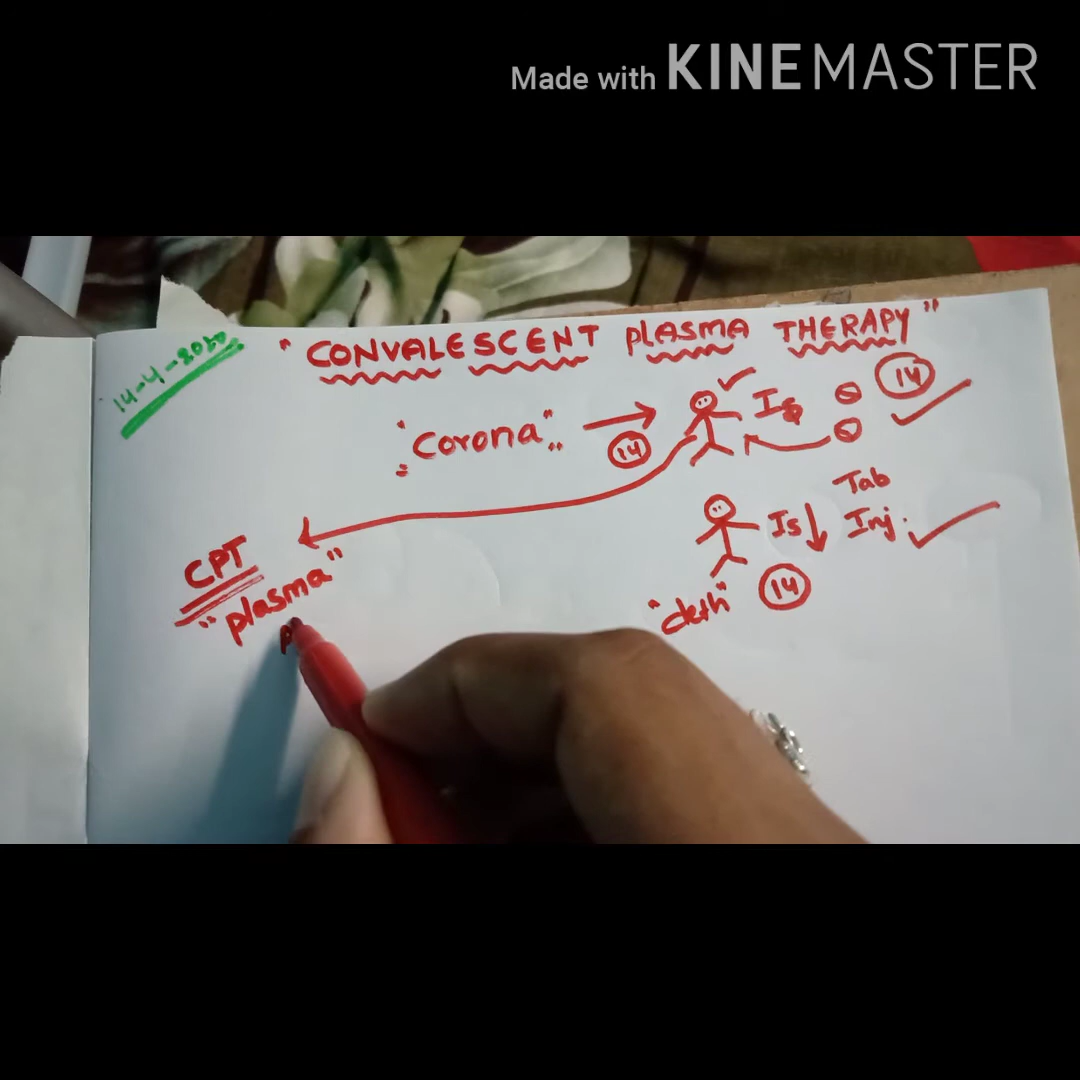 Made with KINEMASTER
14-4-2020
"CONVALESCENT PLASMA THERAPY"
"Corona"
14
Is
14
Tab
Is Inj.
14
"deth"
CPT
"plasma"
P